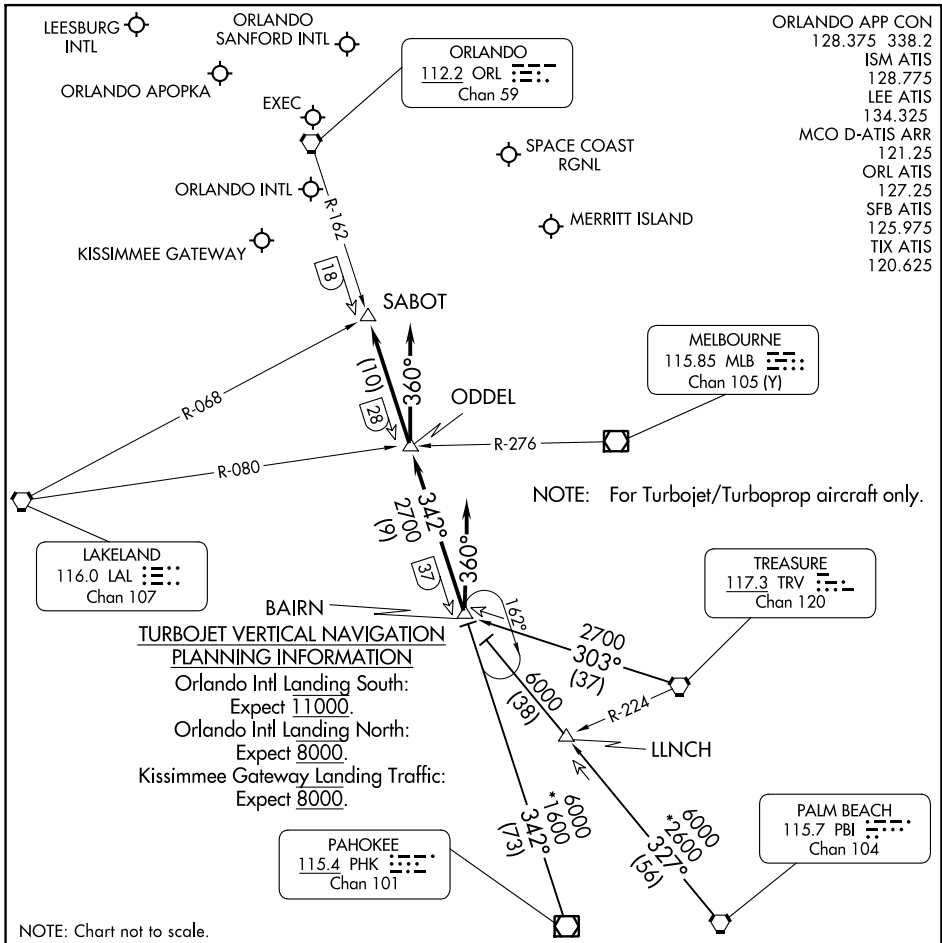 LEESBURG
INTL
ORLANDO
SANFORD INTL
ORLANDO APOPKA
EXEC
ORLANDO
112.2 ORL
Chan 59
ORLANDO APP CON
128.375 338.2
ISM ATIS
128.775
LEE ATIS
134.325
MCO D-ATIS ARR
121.25
ORL ATIS
127.25
SFB ATIS
125.975
TIX ATIS
120.625
SPACE COAST
RGNL
ORLANDO INTL
R-162
MERRITT ISLAND
KISSIMMEE GATEWAY
18
SABOT
(10)
360°
MELBOURNE
115.85 MLB
Chan 105 (Y)
R-068
28
ODDEL
R-276
R-080
NOTE: For Turbojet/Turboprop aircraft only.
342°
2700
(9)
360°
LAKELAND
116.0 LAL
Chan 107
37
TREASURE
117.3 TRV
Chan 120
BAIRN
162°
2700
303°
(37)
TURBOJET VERTICAL NAVIGATION
PLANNING INFORMATION
Orlando Intl Landing South:
Expect 11000.
Orlando Intl Landing North:
Expect 8000.
Kissimmee Gateway Landing Traffic:
Expect 8000.
6000
(38)
R-224
LLNCH
6000
*1600
342°
(73)
6000
*2600
327°
(56)
PALM BEACH
115.7 PBI
Chan 104
PAHOKEE
115.4 PHK
Chan 101
NOTE: Chart not to scale.